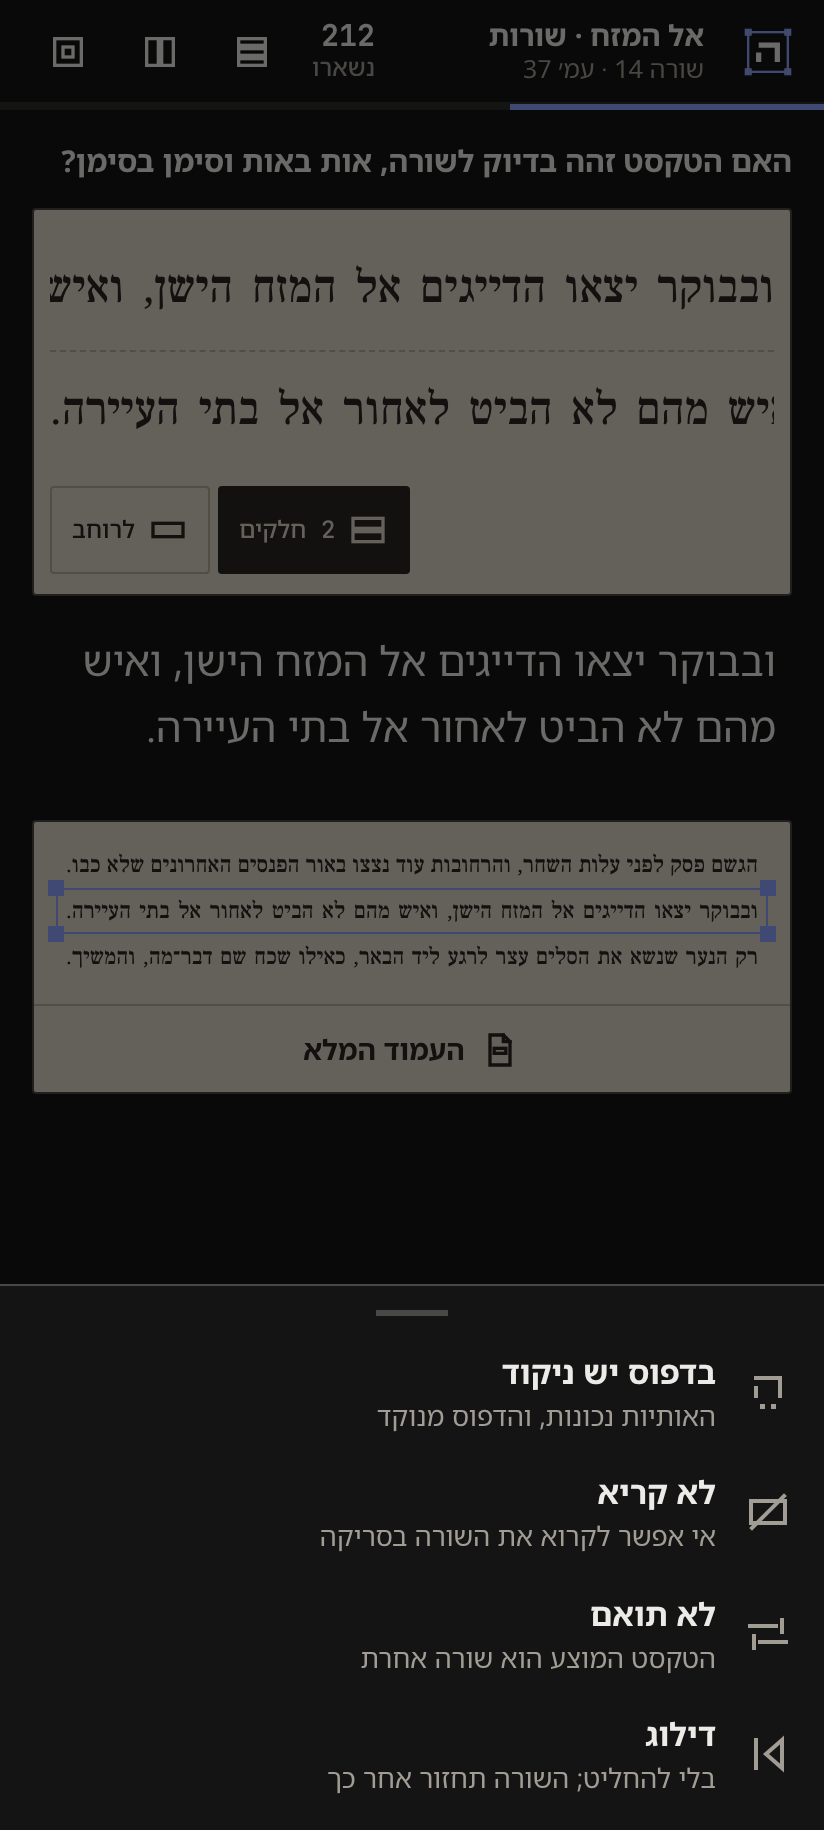 ה
אל המזח · שורות
שורה 14 · עמ׳ 37
212
נשארו
האם הטקסט זהה בדיוק לשורה, אות באות וסימן בסימן?
ובבוקר יצאו הדייגים אל המזח הישן, ואיש
איש מהם לא הביט לאחור אל בתי העיירה.
2 חלקים
לרוחב
ובבוקר יצאו הדייגים אל המזח הישן, ואיש
מהם לא הביט לאחור אל בתי העיירה.
הגשם פסק לפני עלות השחר, והרחובות עוד נצצו באור הפנסים האחרונים שלא כבו.
ובבוקר יצאו הדייגים אל המזח הישן, ואיש מהם לא הביט לאחור אל בתי העיירה.
רק הנער שנשא את הסלים עצר לרגע ליד הבאר, כאילו שכח שם דבר־מה, והמשיך.
העמוד המלא
בדפוס יש ניקוד
האותיות נכונות, והדפוס מנוקד
לא קריא
אי אפשר לקרוא את השורה בסריקה
לא תואם
הטקסט המוצע הוא שורה אחרת
דילוג
בלי להחליט; השורה תחזור אחר כך